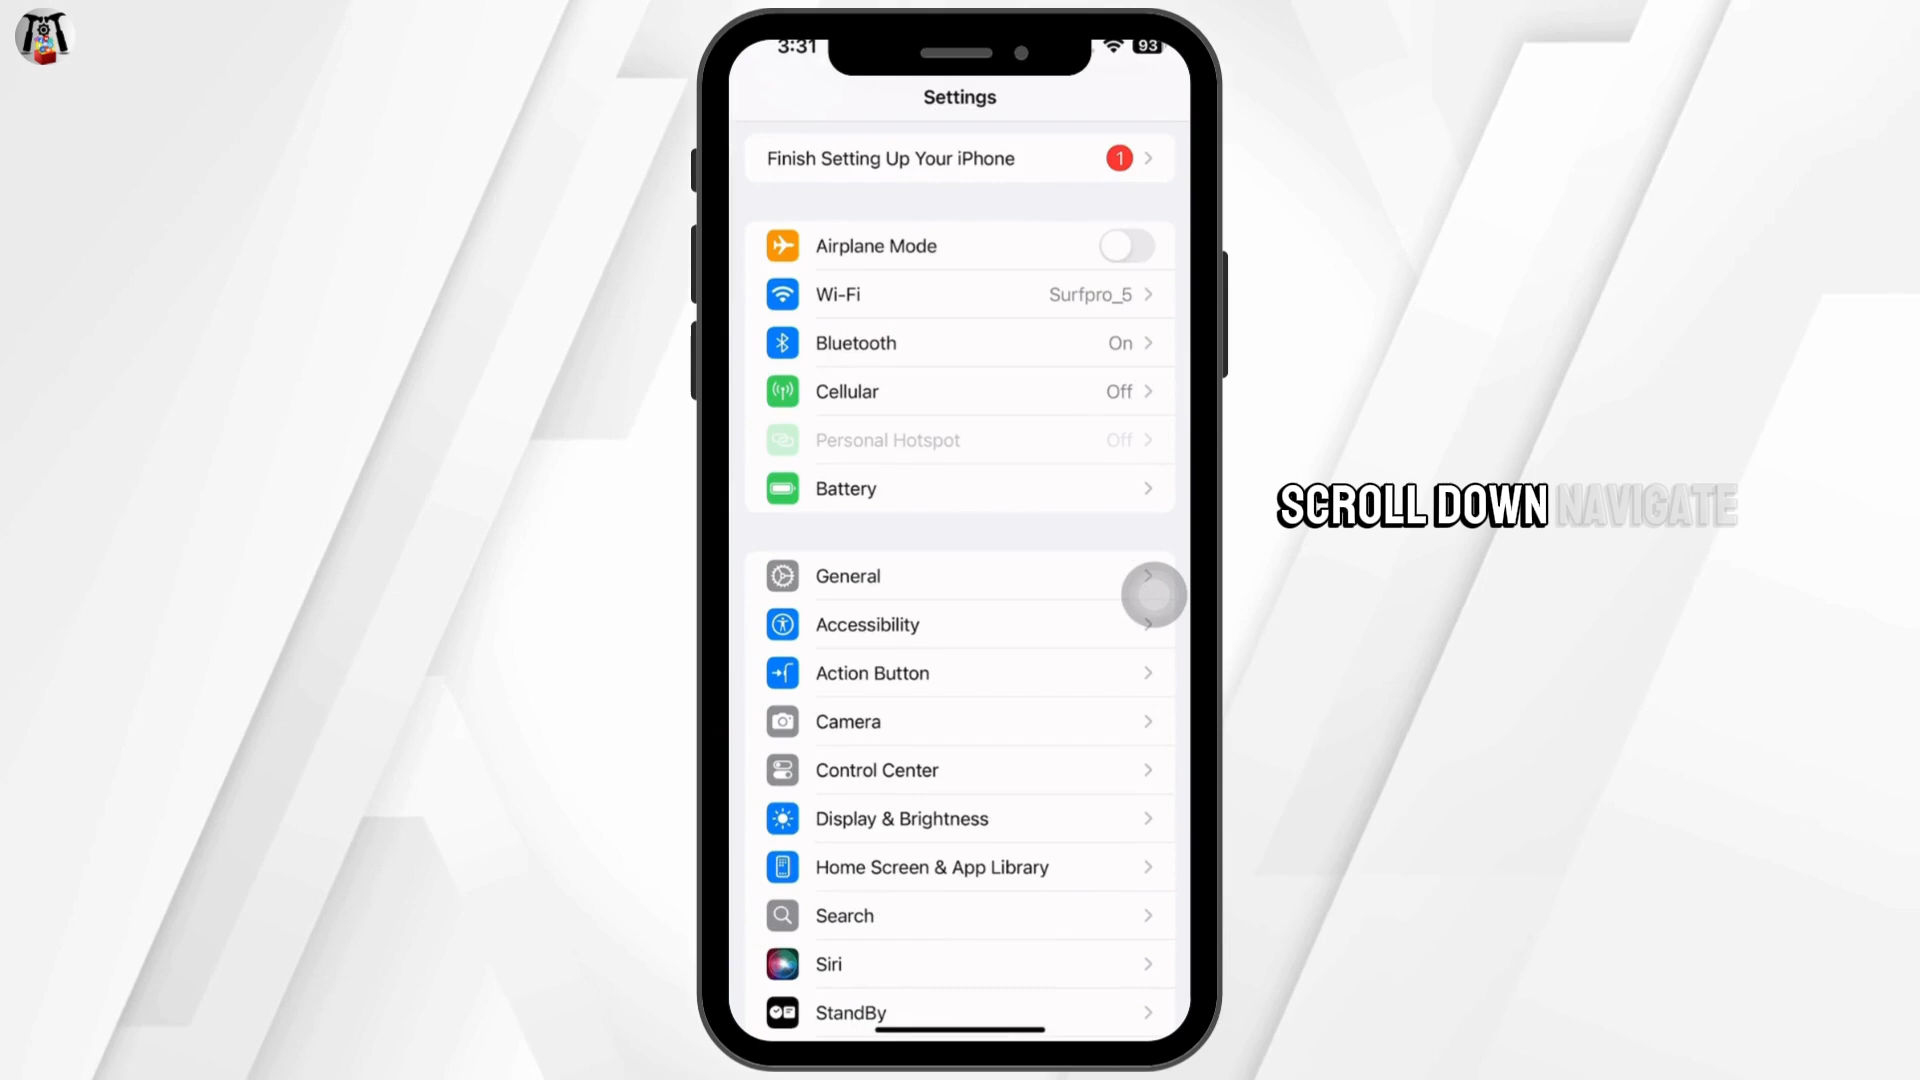 3:31
93
Settings
Finish Setting Up Your iPhone 1
Airplane Mode
Wi-Fi Surfpro_5
Bluetooth On
Cellular Off
Personal Hotspot Off
Battery
SCROLL DOWN NAVIGATE
General
Accessibility
Action Button
Camera
Control Center
Display & Brightness
Home Screen & App Library
Search
Siri
StandBy